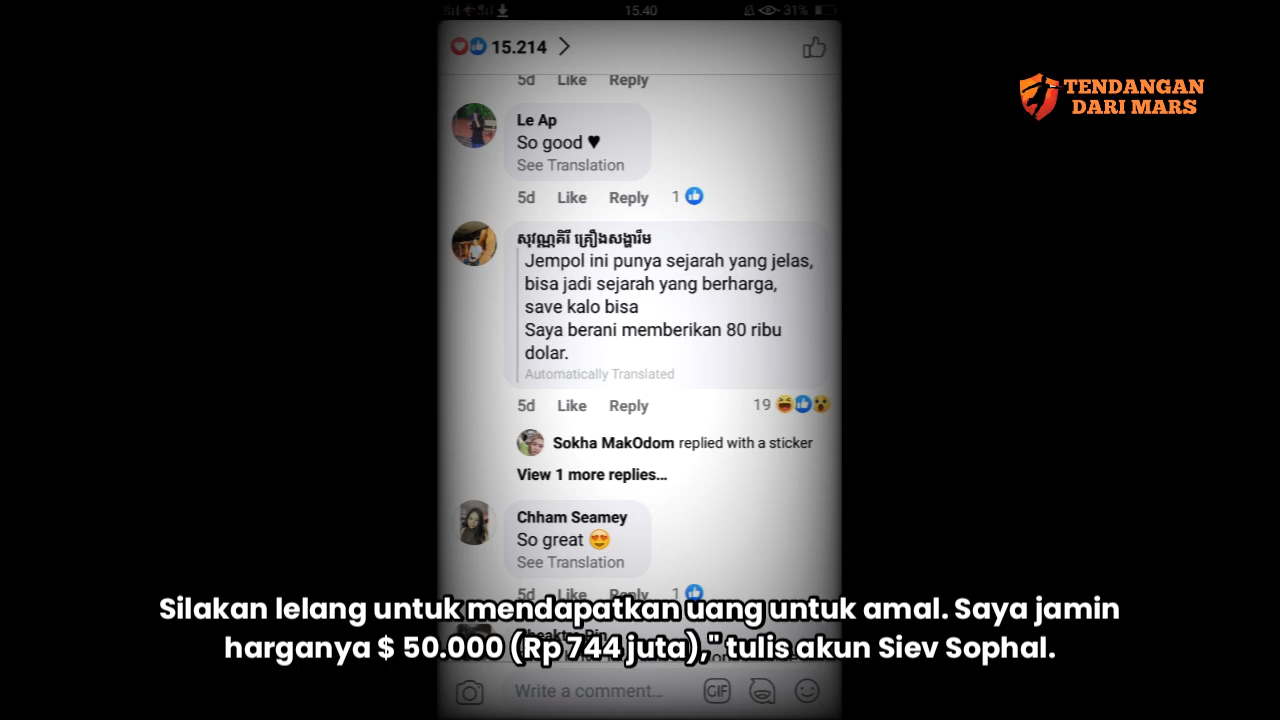 15.40
31%
15.214
5d Like Reply
TENDANGAN
DARI MARS
Le Ap
So good ♥
See Translation
5d Like Reply 1
សុវណ្ណគិរី គ្រឿងសង្ហារឹម
Jempol ini punya sejarah yang jelas,
bisa jadi sejarah yang berharga,
save kalo bisa
Saya berani memberikan 80 ribu
dolar.
Automatically Translated
5d Like Reply 19
Sokha MakOdom replied with a sticker
View 1 more replies...
Chham Seamey
So great 😍
See Translation
5d Like Reply 1
Silakan lelang untuk mendapatkan uang untuk amal. Saya jamin
harganya $ 50.000 (Rp 744 juta)," tulis akun Siev Sophal.
Write a comment...
GIF